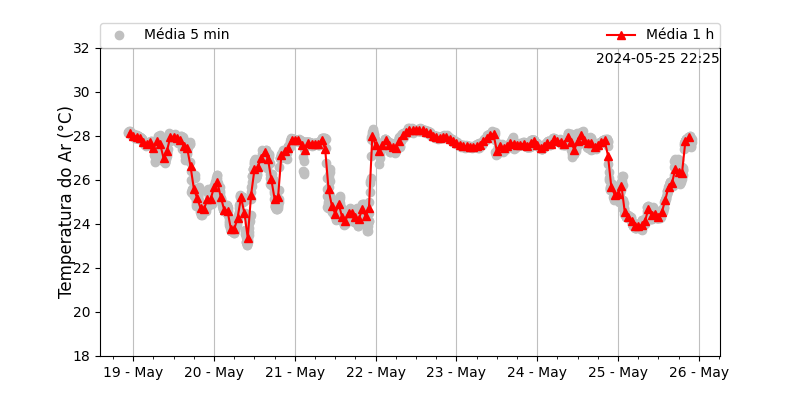 Média 5 min
Média 1 h
2024-05-25 22:25
Temperatura do Ar (°C)
32
30
28
26
24
22
20
18
19 - May
20 - May
21 - May
22 - May
23 - May
24 - May
25 - May
26 - May